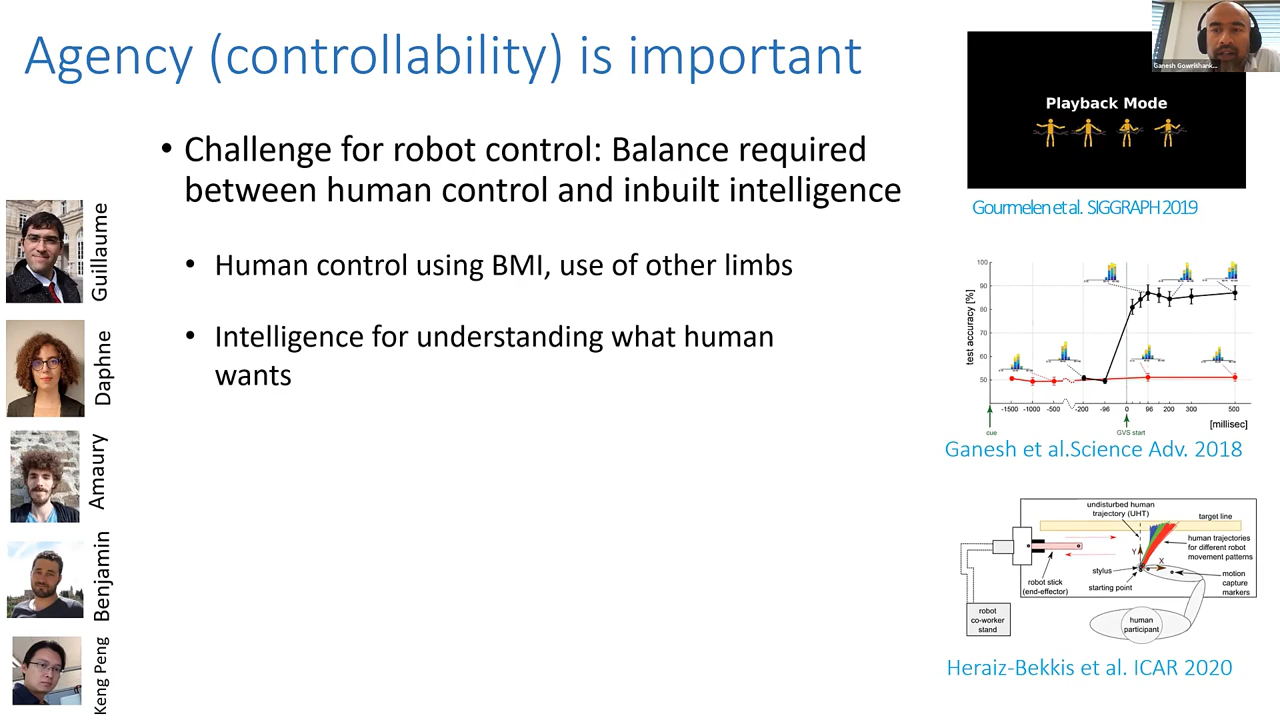 Agency (controllability) is important
Ganesh Gowrishank...
• Challenge for robot control: Balance required
between human control and inbuilt intelligence
• Human control using BMI, use of other limbs
• Intelligence for understanding what human
wants
Guillaume
Daphne
Amaury
Benjamin
Keng Peng
Playback Mode
Gourmelen et al. SIGGRAPH 2019
test accuracy [%]
100
90
80
70
60
50
-1500 -1000 -500 -200 -96 0 96 200 300 500
[millisec]
cue
GVS start
Ganesh et al.Science Adv. 2018
undisturbed human
trajectory (UHT)
target line
human trajectories
for different robot
movement patterns
Y
X
stylus
starting point
motion
capture
markers
robot stick
(end-effector)
robot
co-worker
stand
human
participant
Heraiz-Bekkis et al. ICAR 2020